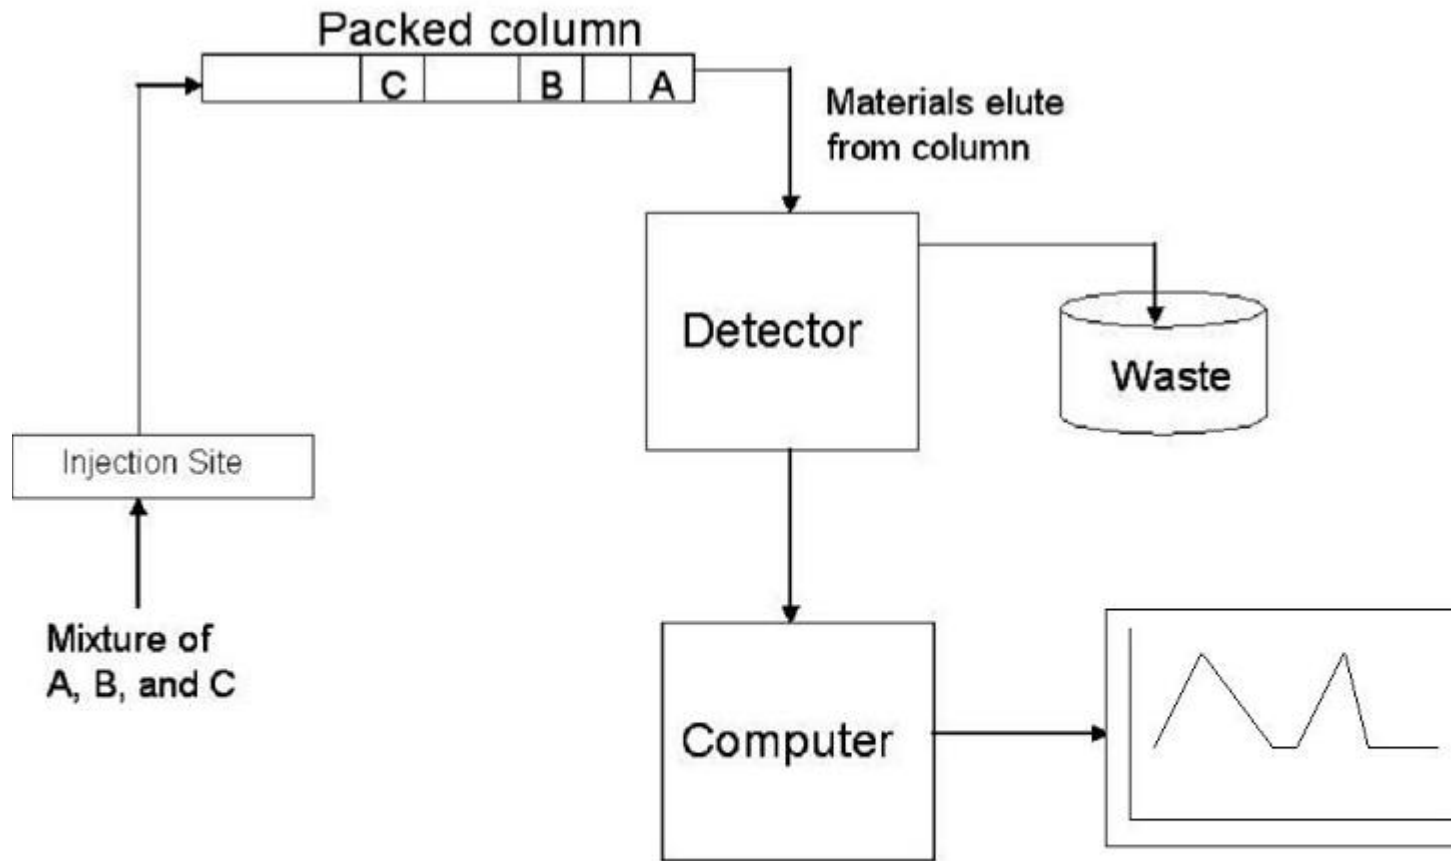 Packed column
C B A
Materials elute
from column
Detector
Waste
Injection Site
Mixture of
A, B, and C
Computer